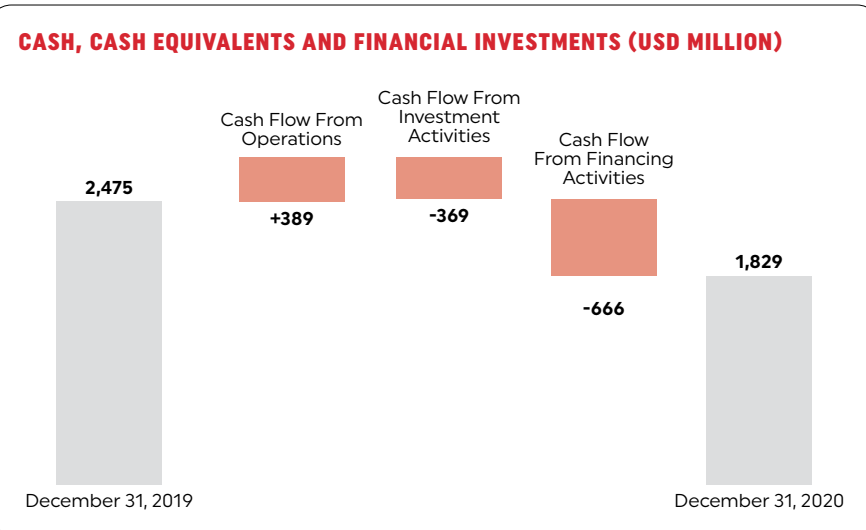 CASH, CASH EQUIVALENTS AND FINANCIAL INVESTMENTS (USD MILLION)
2,475
December 31, 2019
Cash Flow From
Operations
+389
Cash Flow From
Investment
Activities
-369
Cash Flow
From Financing
Activities
-666
1,829
December 31, 2020